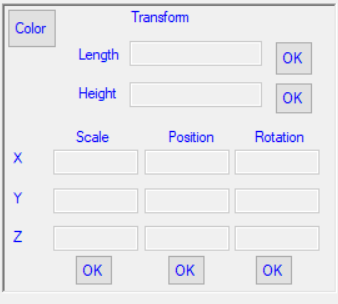 Transform
Color
Length OK
Height OK
Scale Position Rotation
X
Y
Z
OK OK OK